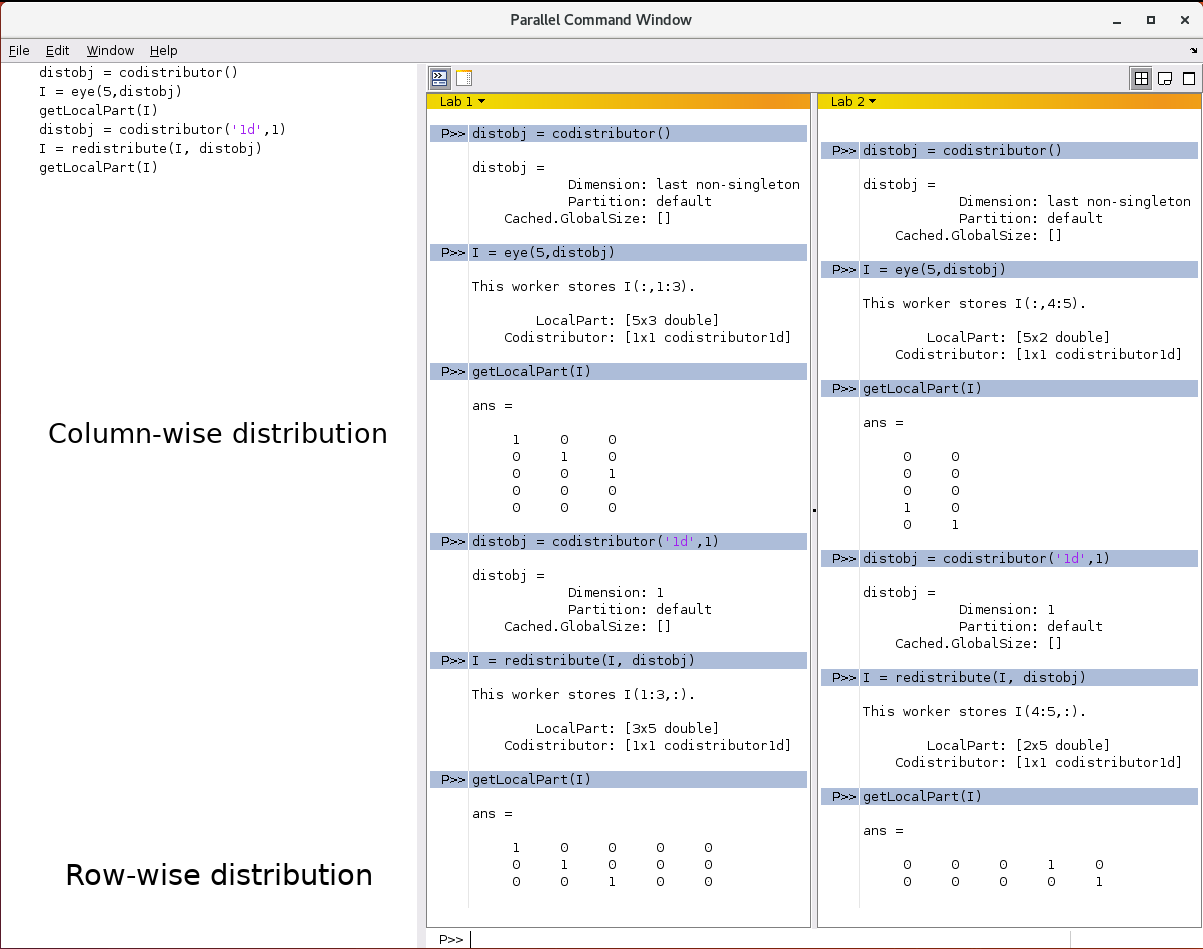 Parallel Command Window
File Edit Window Help
distobj = codistributor()
I = eye(5,distobj)
getLocalPart(I)
distobj = codistributor('1d',1)
I = redistribute(I, distobj)
getLocalPart(I)
Column-wise distribution
Row-wise distribution
Lab 1
P>> distobj = codistributor()
distobj =
Dimension: last non-singleton
Partition: default
Cached.GlobalSize: []
P>> I = eye(5,distobj)
This worker stores I(:,1:3).
LocalPart: [5x3 double]
Codistributor: [1x1 codistributor1d]
P>> getLocalPart(I)
ans =
1 0 0
0 1 0
0 0 1
0 0 0
0 0 0
P>> distobj = codistributor('1d',1)
distobj =
Dimension: 1
Partition: default
Cached.GlobalSize: []
P>> I = redistribute(I, distobj)
This worker stores I(1:3,:).
LocalPart: [3x5 double]
Codistributor: [1x1 codistributor1d]
P>> getLocalPart(I)
ans =
1 0 0 0 0
0 1 0 0 0
0 0 1 0 0
P>>
Lab 2
P>> distobj = codistributor()
distobj =
Dimension: last non-singleton
Partition: default
Cached.GlobalSize: []
P>> I = eye(5,distobj)
This worker stores I(:,4:5).
LocalPart: [5x2 double]
Codistributor: [1x1 codistributor1d]
P>> getLocalPart(I)
ans =
0 0
0 0
0 0
1 0
0 1
P>> distobj = codistributor('1d',1)
distobj =
Dimension: 1
Partition: default
Cached.GlobalSize: []
P>> I = redistribute(I, distobj)
This worker stores I(4:5,:).
LocalPart: [2x5 double]
Codistributor: [1x1 codistributor1d]
P>> getLocalPart(I)
ans =
0 0 0 1 0
0 0 0 0 1